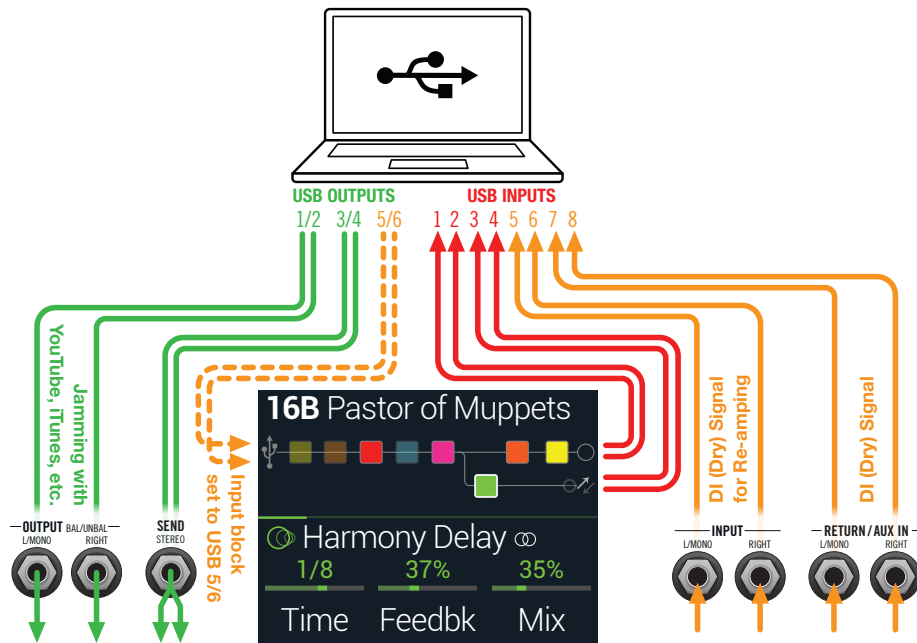 USB OUTPUTS
1/2 3/4 5/6
USB INPUTS
1 2 3 4 5 6 7 8
YouTube, iTunes, etc.
Jamming with
Input block
set to USB 5/6
16B Pastor of Muppets
Harmony Delay
1/8 37% 35%
Time Feedbk Mix
DI (Dry) Signal
for Re-amping
DI (Dry) Signal
OUTPUT BAL/UNBAL
L/MONO RIGHT
SEND
STEREO
INPUT
L/MONO RIGHT
RETURN/AUX IN
L/MONO RIGHT